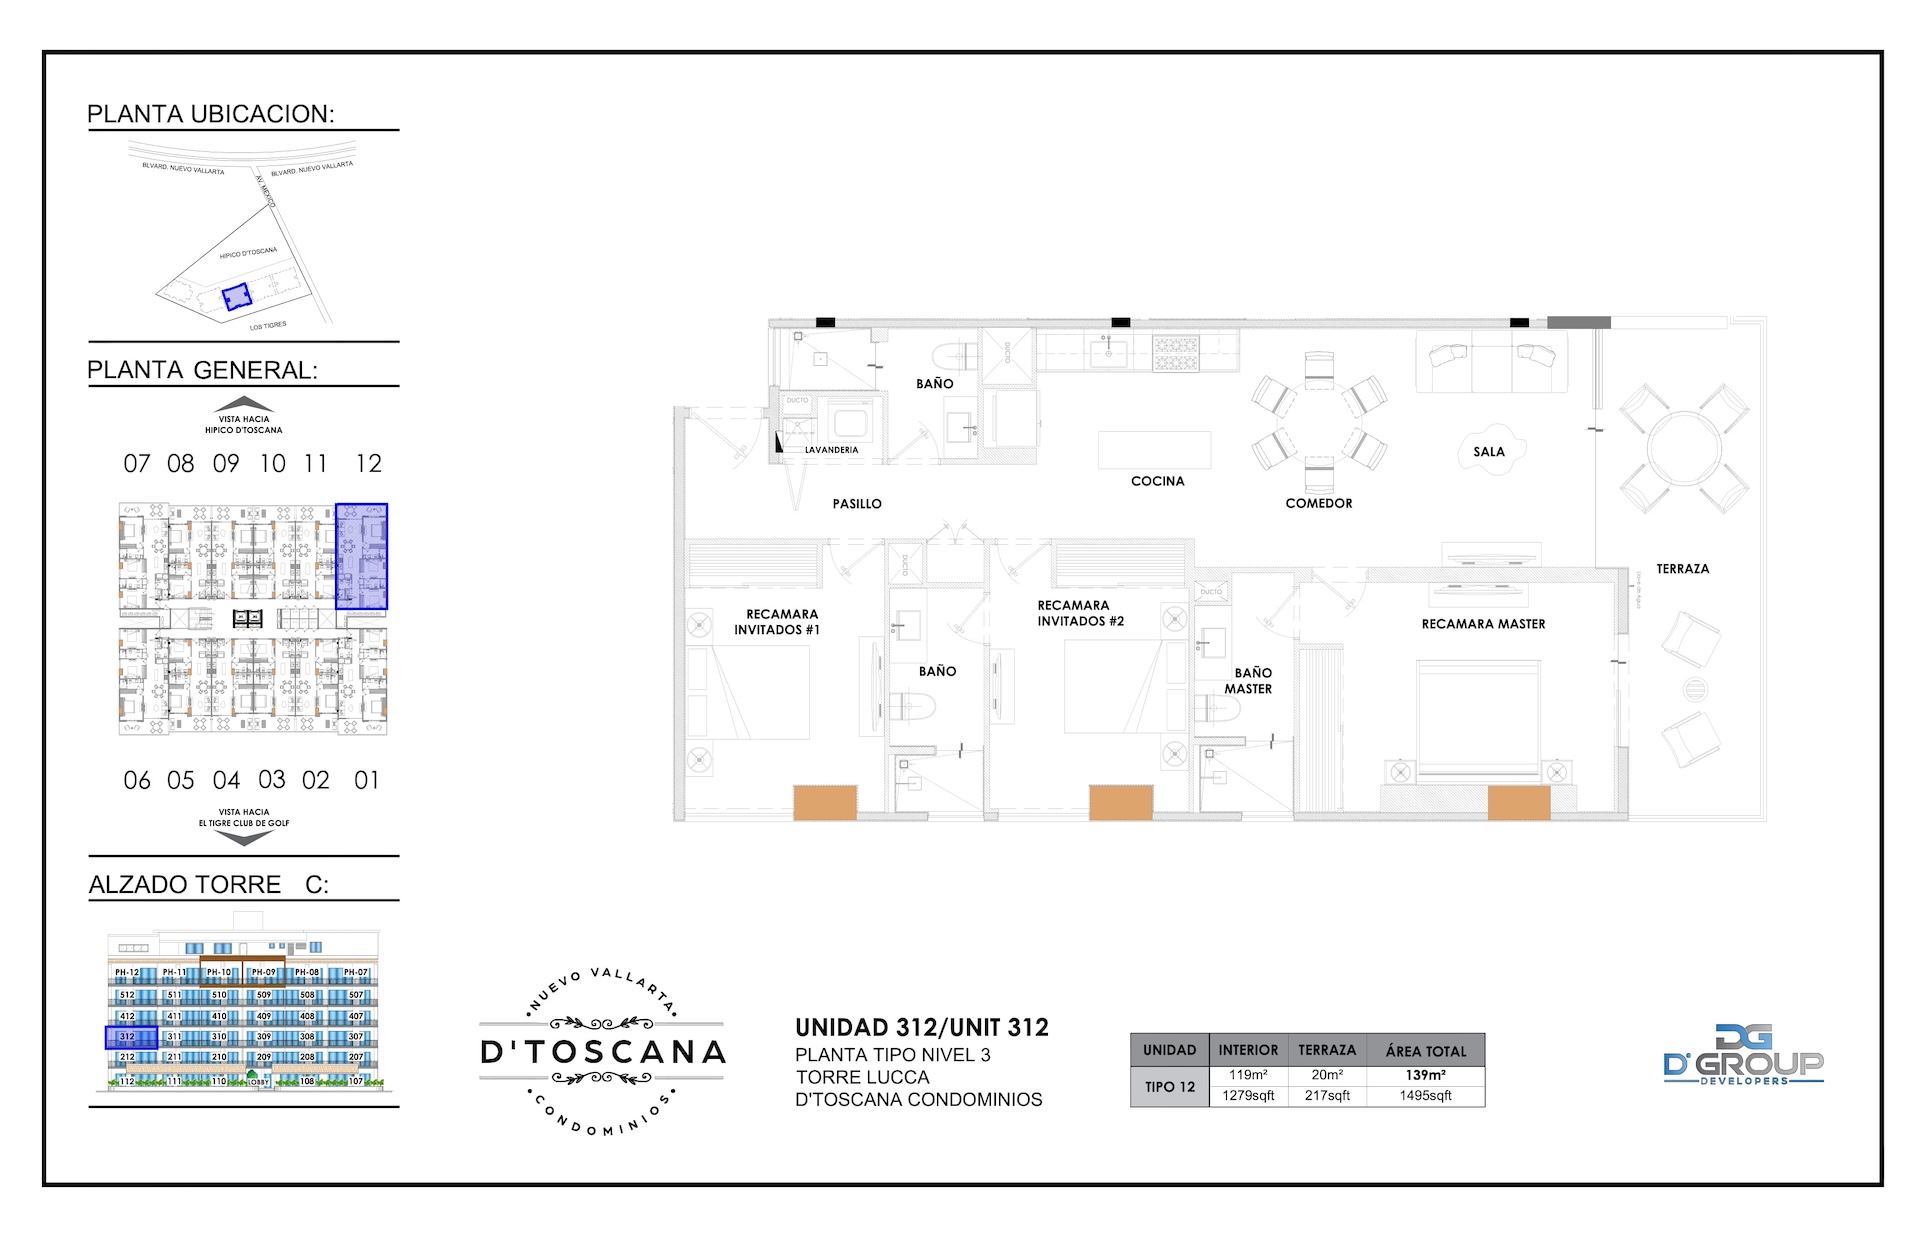 PLANTA UBICACION:
BLVARD. NUEVO VALLARTA
BLVARD. NUEVO VALLARTA
AV. MEXICO
HIPICO D'TOSCANA
LOS TIGRES
PLANTA GENERAL:
VISTA HACIA
HIPICO D'TOSCANA
07 08 09 10 11 12
06 05 04 03 02 01
VISTA HACIA
EL TIGRE CLUB DE GOLF
ALZADO TORRE C:
PH-12 PH-11 PH-10 PH-09 PH-08 PH-07
512 511 510 509 508 507
412 411 410 409 408 407
312 311 310 309 308 307
212 211 210 209 208 207
112 111 110 LOBBY 108 107
DUCTO
BAÑO
DUCTO
LAVANDERIA
PASILLO
COCINA
COMEDOR
SALA
TERRAZA
DUCTO
DUCTO
RECAMARA
INVITADOS #1
BAÑO
RECAMARA
INVITADOS #2
BAÑO
MASTER
RECAMARA MASTER
NUEVO VALLARTA
D'TOSCANA
CONDOMINIOS
UNIDAD 312/UNIT 312
PLANTA TIPO NIVEL 3
TORRE LUCCA
D'TOSCANA CONDOMINIOS
UNIDAD INTERIOR TERRAZA ÁREA TOTAL
TIPO 12
119m² 20m² 139m²
1279sqft 217sqft 1495sqft
DG
D'GROUP
DEVELOPERS